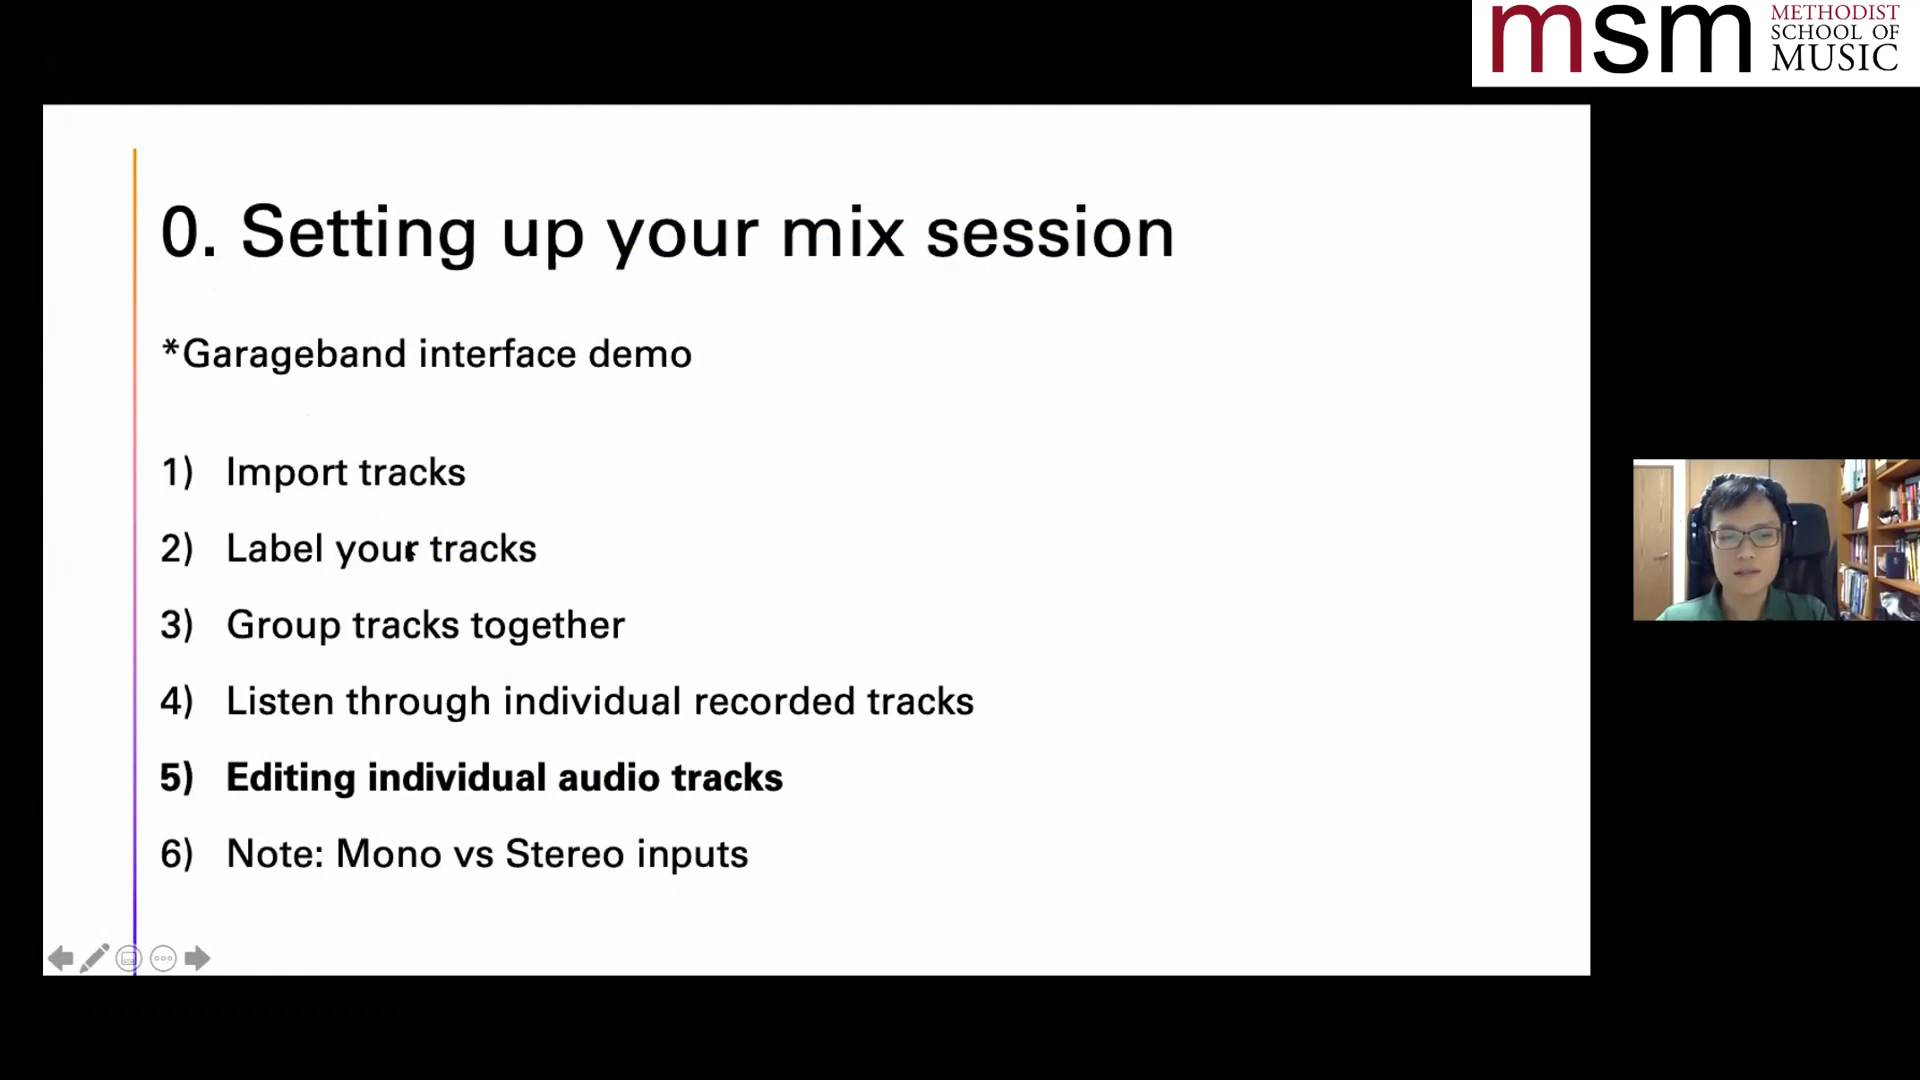 msm METHODIST
SCHOOL OF
MUSIC
0. Setting up your mix session
*Garageband interface demo
1) Import tracks
2) Label your tracks
3) Group tracks together
4) Listen through individual recorded tracks
5) Editing individual audio tracks
6) Note: Mono vs Stereo inputs